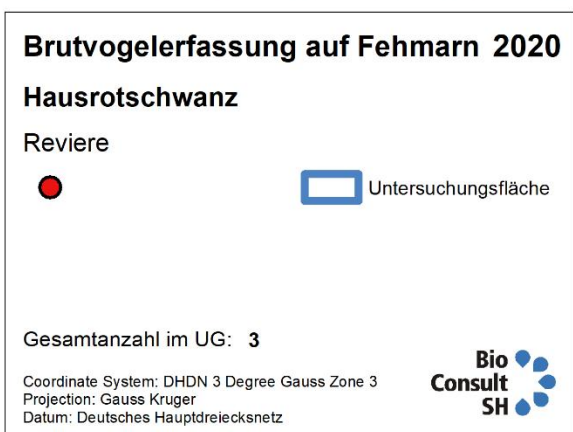 Brutvogelerfassung auf Fehmarn 2020
Hausrotschwanz
Reviere
Untersuchungsfläche
Gesamtanzahl im UG: 3
Coordinate System: DHDN 3 Degree Gauss Zone 3
Projection: Gauss Kruger
Datum: Deutsches Hauptdreiecksnetz
Bio
Consult
SH